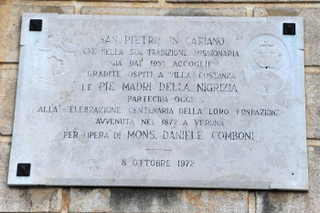 SAN PIETRO IN CARIANO
CHE NELLA SUA TRADIZIONE MISSIONARIA
GIA DAL 1951 ACCOGLIE
GRADITE OSPITI A VILLA COSTANZA
LE PIE MADRI DELLA NIGRIZIA
PARTECIPA OGGI
ALLA CELEBRAZIONE CENTENARIA DELLA LORO FONDAZIONE
AVVENUTA NEL 1872 A VERONA
PER OPERA DI MONS. DANIELE COMBONI
8 OTTOBRE 1972